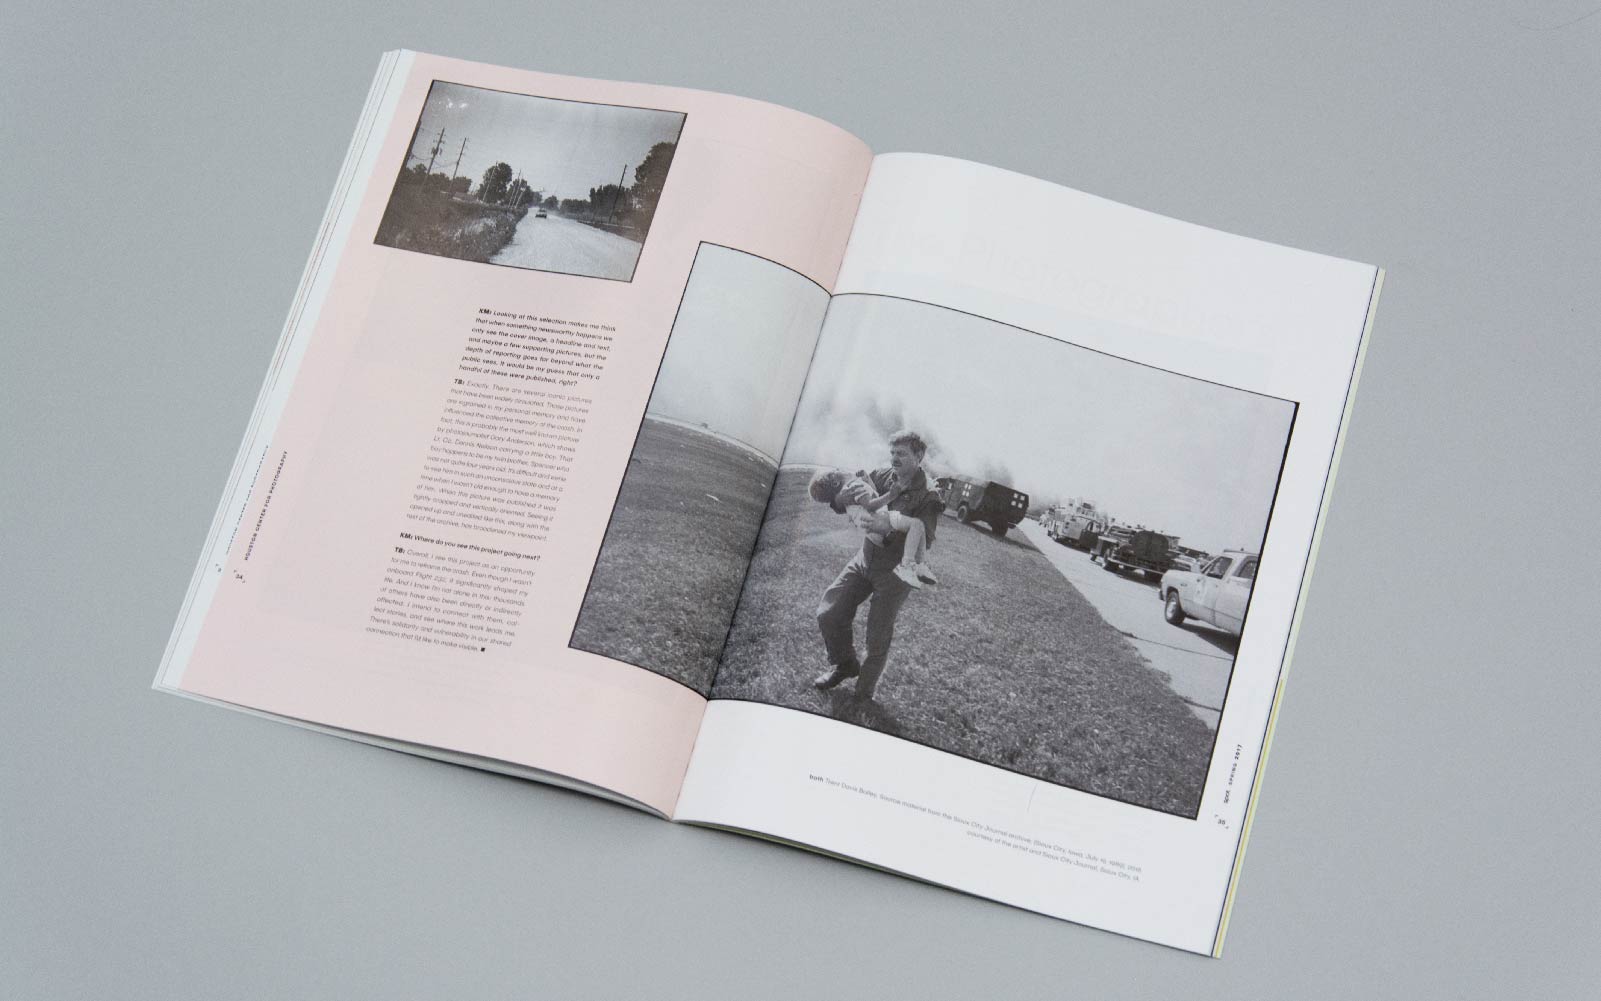 KM: Looking at this selection makes me think
that when something newsworthy happens we
only see the cover image, a headline and text,
and maybe a few supporting pictures, but the
depth of reporting goes far beyond what the
public sees. It would be my guess that only a
handful of these were published, right?
TB: Exactly. There are several iconic pictures
that have been widely circulated. Those pictures
are ingrained in my personal memory and have
influenced the collective memory of the crash. In
fact, this is probably the most well known picture
by photojournalist Gary Anderson, which shows
Lt. Co. Dennis Neilsen carrying a little boy. That
boy happens to be my twin brother, Spencer who
was not quite four years old. It's difficult and eerie
to see him in such an unconscious state and at a
time when I wasn't old enough to have a memory
of him. When this picture was published it was
tightly cropped and vertically oriented. Seeing it
opened up and unedited like this, along with the
rest of the archive, has broadened my viewpoint.
KM: Where do you see this project going next?
TB: Overall, I see this project as an opportunity
for me to reframe the crash. Even though I wasn't
onboard Flight 232, it significantly shaped my
life. And I know I'm not alone in this: thousands
of others have also been directly or indirectly
affected. I intend to connect with them, col-
lect stories, and see where this work leads me.
There's solidarity and vulnerability in our shared
connection that I'd like to make visible.
HOUSTON CENTER FOR PHOTOGRAPHY
34
both Trent Davis Bailey, Source material from the Sioux City Journal archive, (Sioux City, Iowa, July 19, 1989), 2016
courtesy of the artist and Sioux City Journal, Sioux City, IA
spot SPRING 2017
35